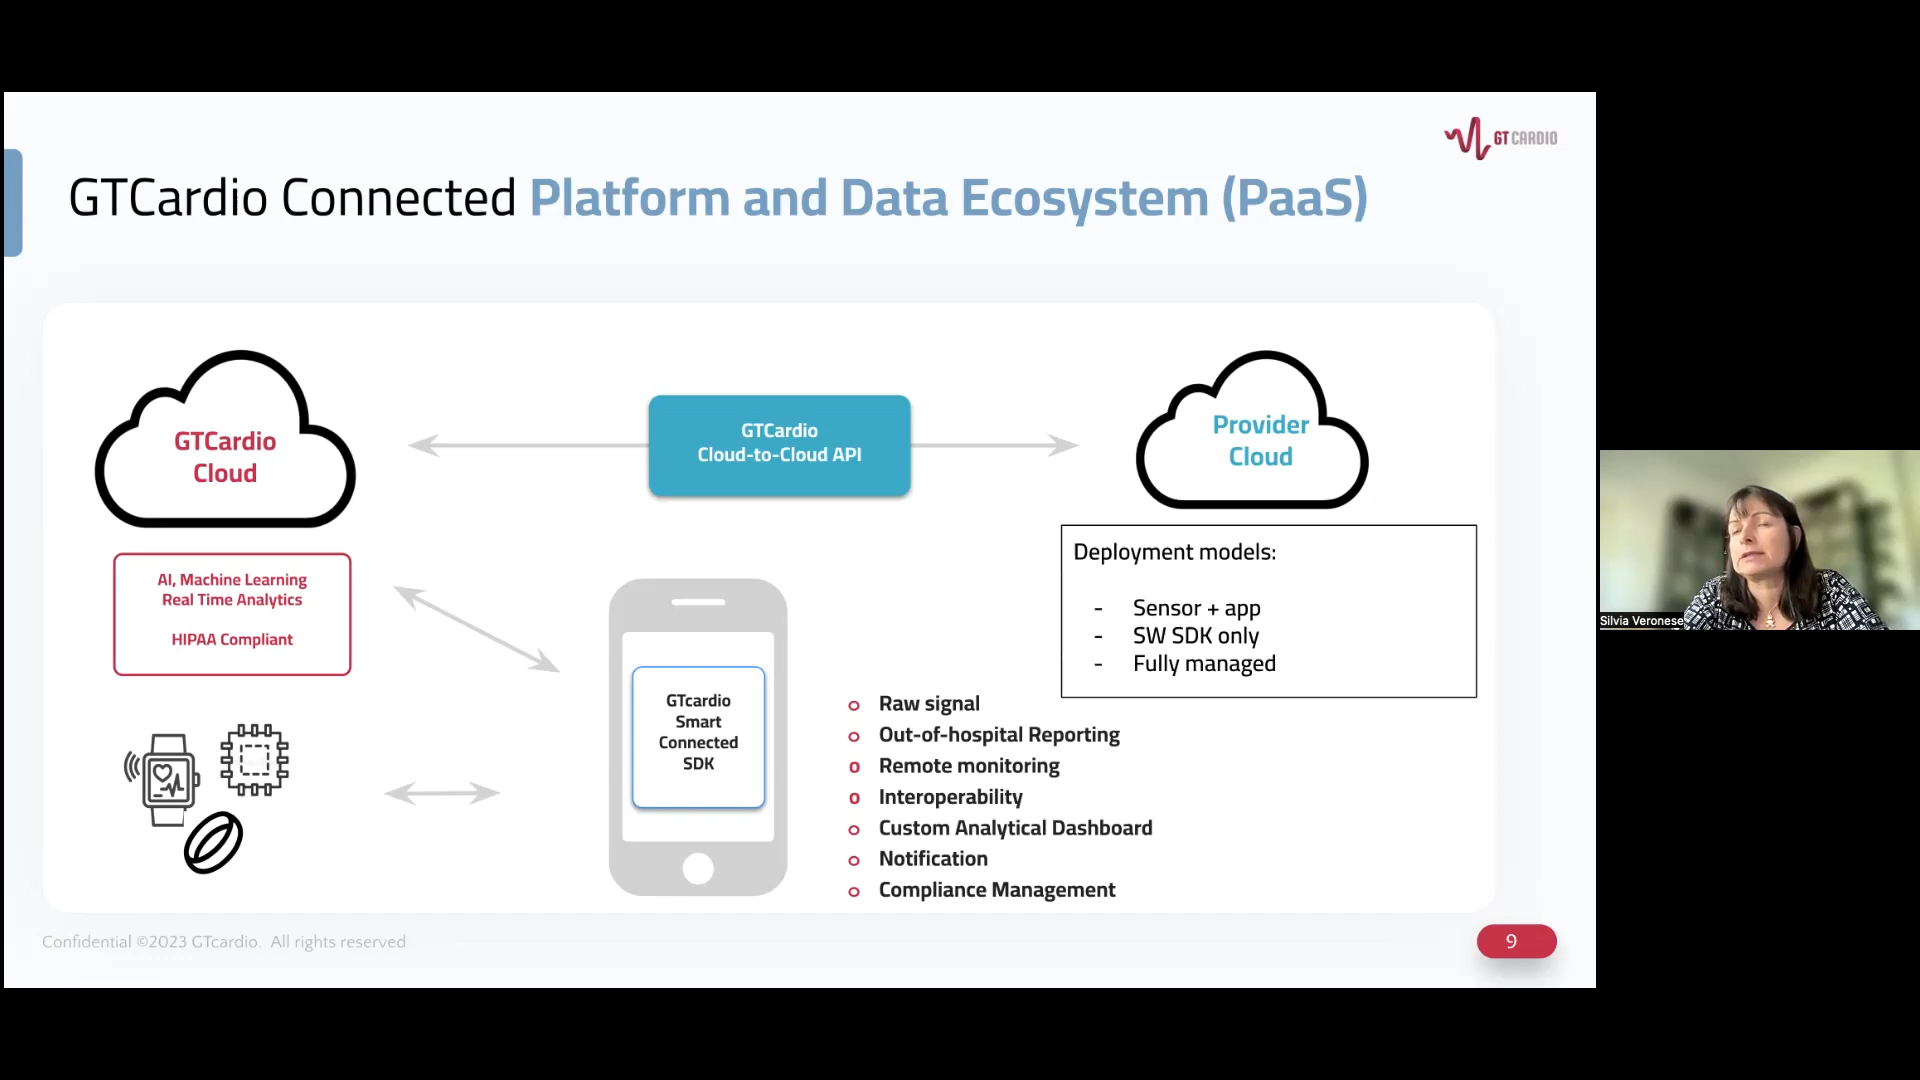 GT CARDIO
GTCardio Connected Platform and Data Ecosystem (PaaS)
GTCardio
Cloud
GTCardio
Cloud-to-Cloud API
Provider
Cloud
AI, Machine Learning
Real Time Analytics
HIPAA Compliant
Deployment models:
- Sensor + app
- SW SDK only
- Fully managed
GTcardio
Smart
Connected
SDK
o Raw signal
o Out-of-hospital Reporting
o Remote monitoring
o Interoperability
o Custom Analytical Dashboard
o Notification
o Compliance Management
Confidential ©2023 GTcardio. All rights reserved
9
Silvia Veronese